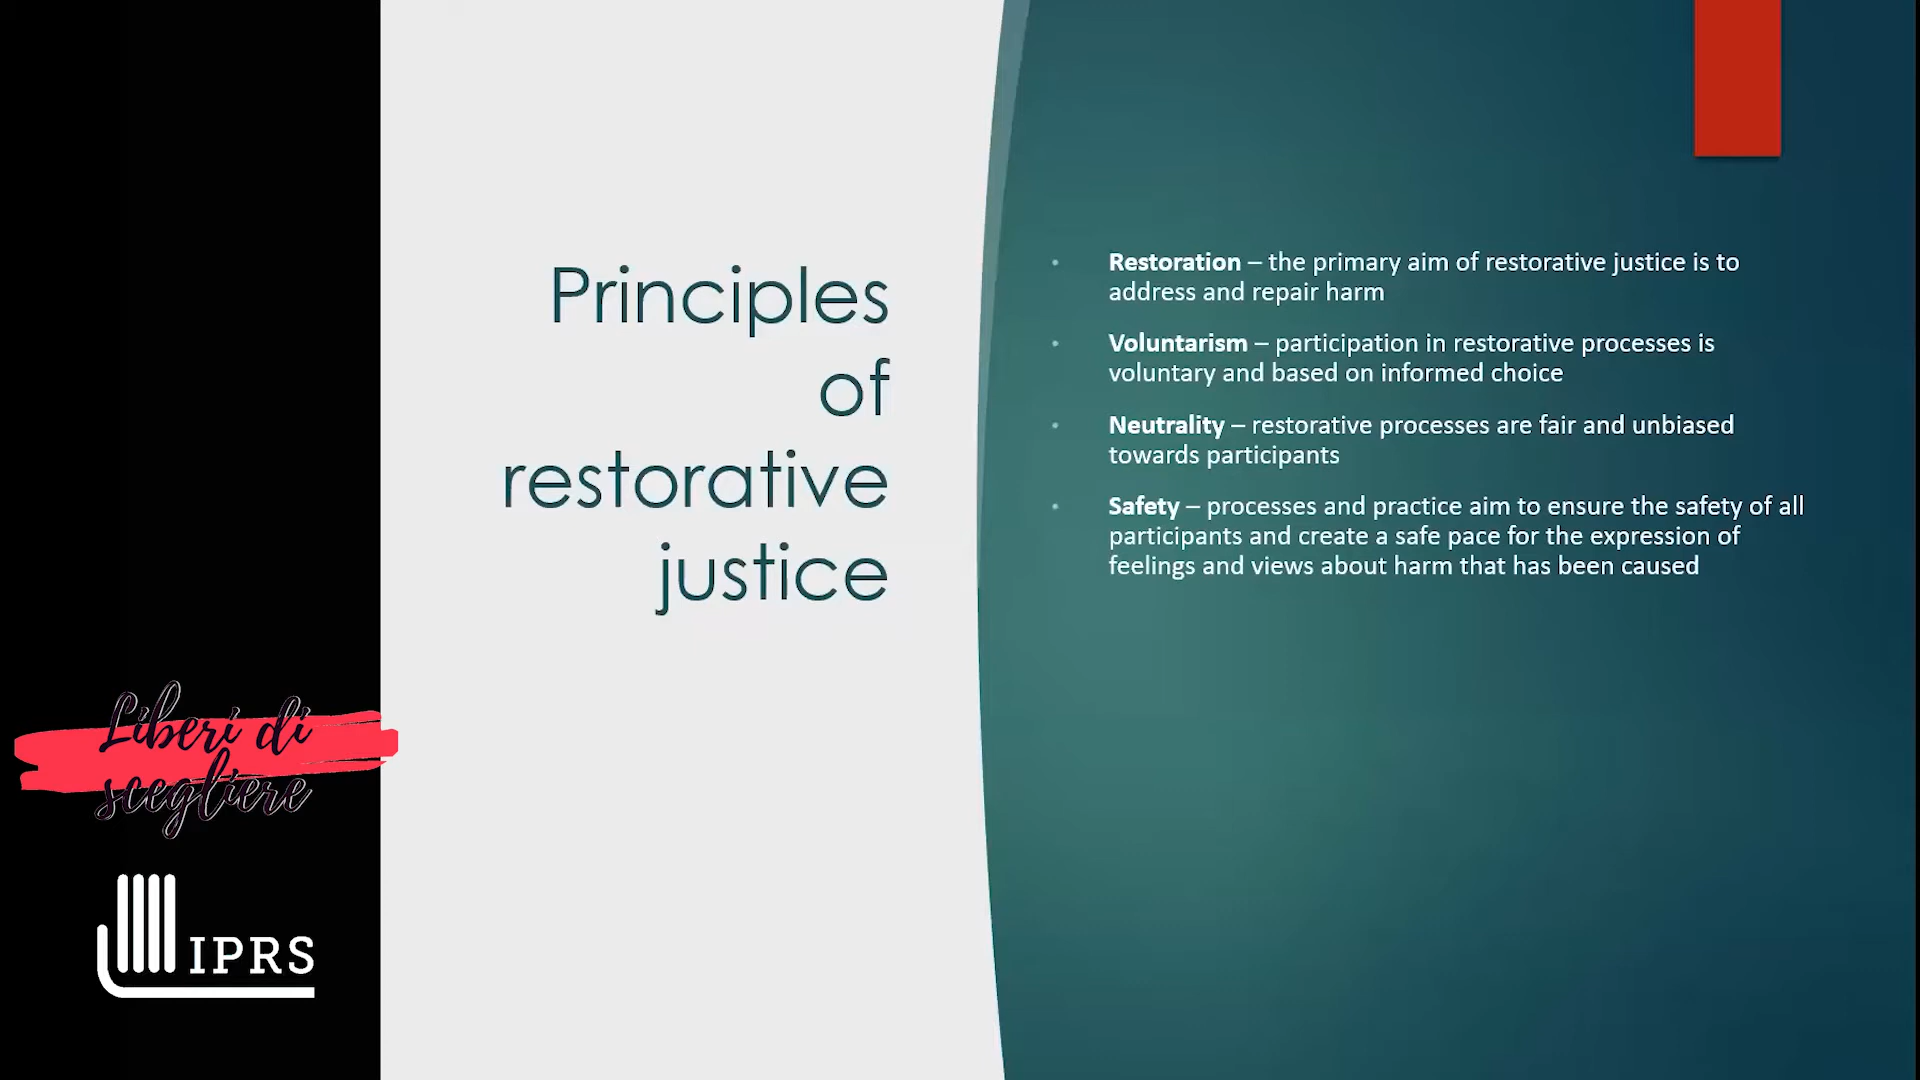 Principles
of
restorative
justice
• Restoration – the primary aim of restorative justice is to
address and repair harm
• Voluntarism – participation in restorative processes is
voluntary and based on informed choice
• Neutrality – restorative processes are fair and unbiased
towards participants
• Safety – processes and practice aim to ensure the safety of all
participants and create a safe pace for the expression of
feelings and views about harm that has been caused
Liberi di
scegliere
IPRS